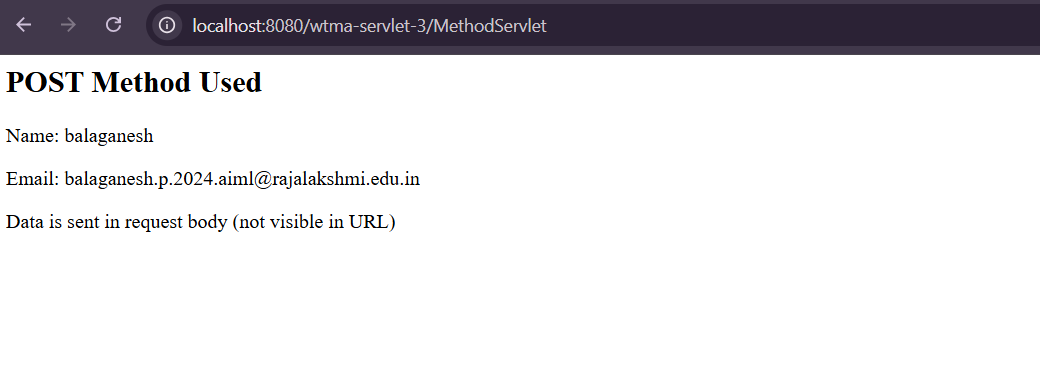 localhost:8080/wtma-servlet-3/MethodServlet
POST Method Used
Name: balaganesh
Email: balaganesh.p.2024.aiml@rajalakshmi.edu.in
Data is sent in request body (not visible in URL)